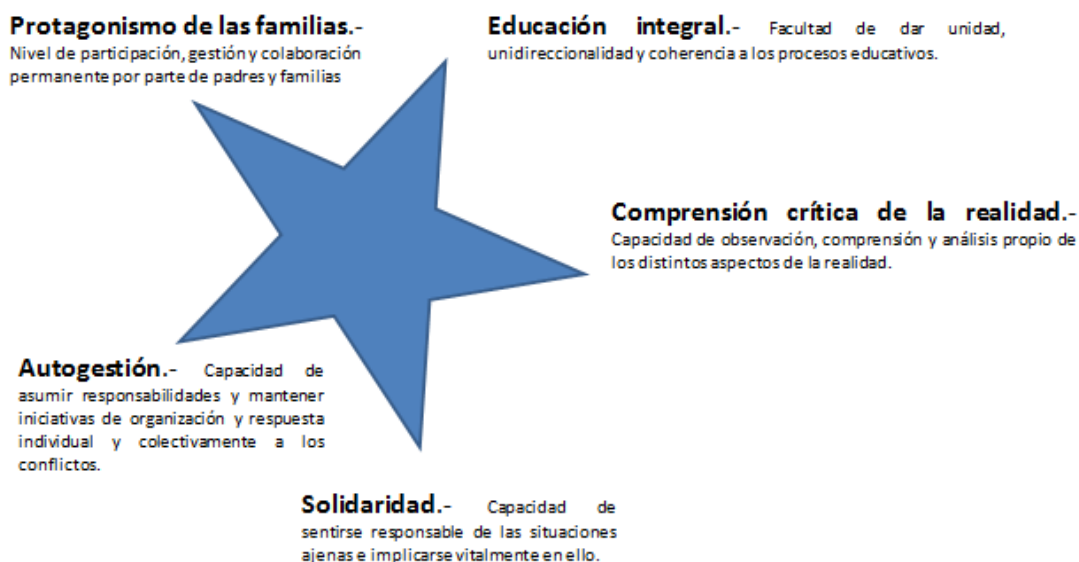 Protagonismo de las familias.-
Nivel de participación, gestión y colaboración
permanente por parte de padres y familias
Educación integral.- Facultad de dar unidad,
unidireccionalidad y coherencia a los procesos educativos.
Comprensión crítica de la realidad.-
Capacidad de observación, comprensión y análisis propio de
los distintos aspectos de la realidad.
Autogestión.- Capacidad de
asumir responsabilidades y mantener
iniciativas de organización y respuesta
individual y colectivamente a los
conflictos.
Solidaridad.- Capacidad de
sentirse responsable de las situaciones
ajenas e implicarse vitalmente en ello.